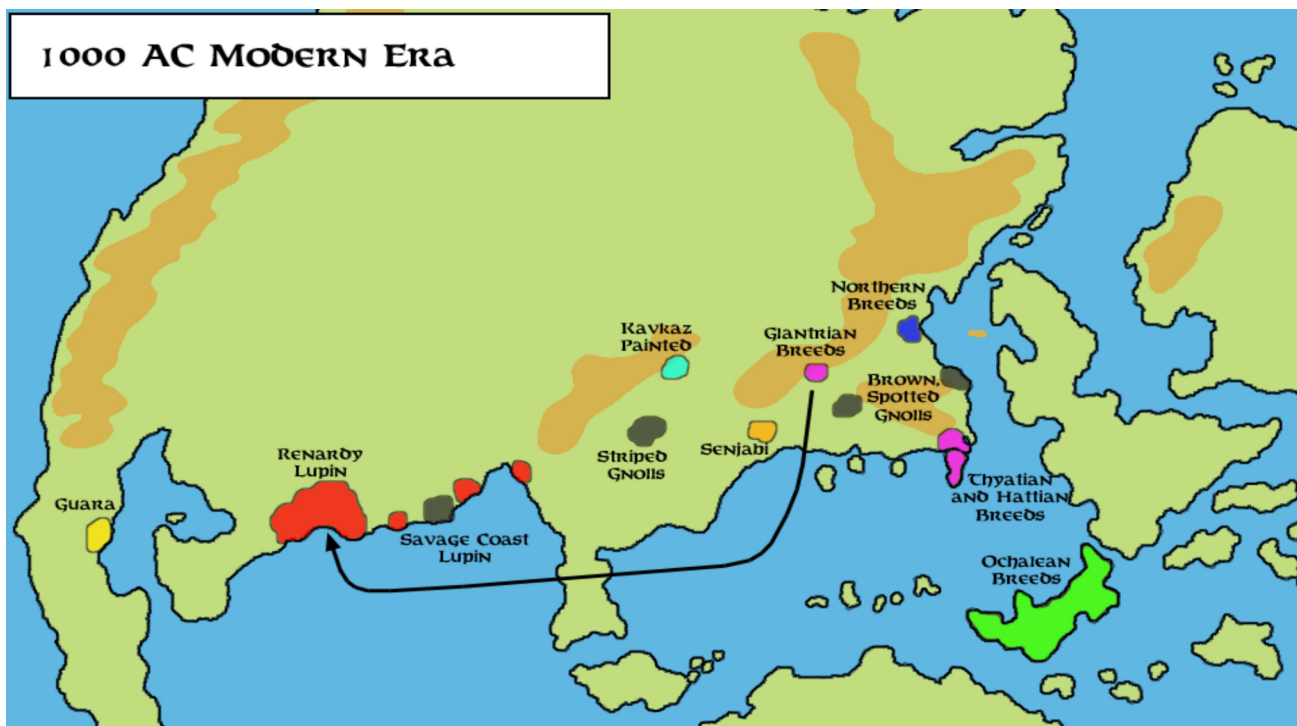 1000 AC Modern Era
Northern
Breeds
Kavkaz
Painted
Glantrian
Breeds
Brown,
Spotted
Gnolls
Renardy
Lupin
Striped
Gnolls
Senjabi
Guara
Thyatian
and Hattian
Breeds
Savage Coast
Lupin
Ochalean
Breeds